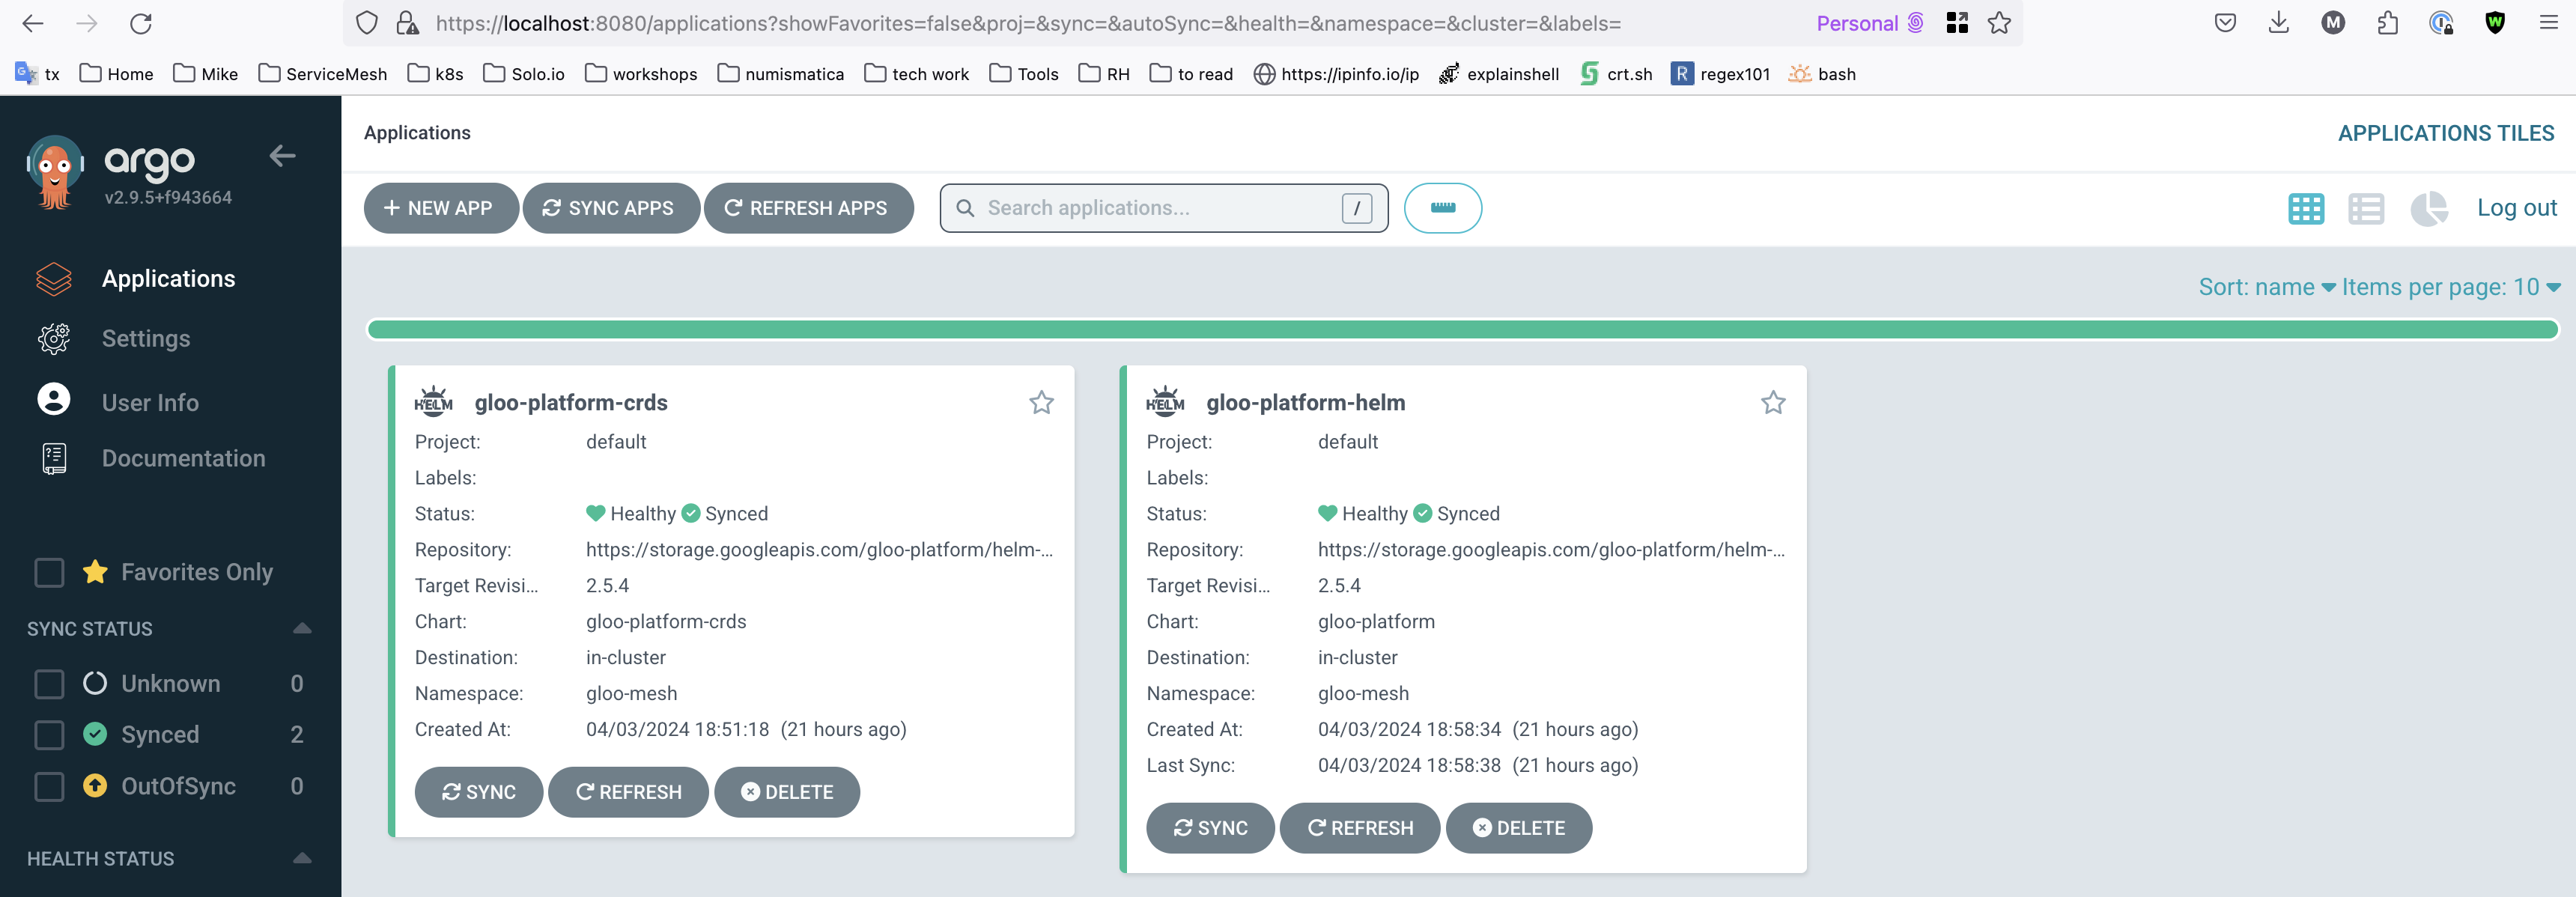 https://localhost:8080/applications?showFavorites=false&proj=&sync=&autoSync=&health=&namespace=&cluster=&labels=
Personal
M
W
tx Home Mike ServiceMesh k8s Solo.io workshops numismatica tech work Tools RH to read https://ipinfo.io/ip explainshell crt.sh R regex101 bash
argo
v2.9.5+f943664
Applications
Settings
User Info
Documentation
Favorites Only
SYNC STATUS
Unknown 0
Synced 2
OutOfSync 0
HEALTH STATUS
Applications
APPLICATIONS TILES
+ NEW APP SYNC APPS REFRESH APPS Search applications... /
Log out
Sort: name Items per page: 10
HELM gloo-platform-crds
Project: default
Labels:
Status: Healthy Synced
Repository: https://storage.googleapis.com/gloo-platform/helm-...
Target Revisi... 2.5.4
Chart: gloo-platform-crds
Destination: in-cluster
Namespace: gloo-mesh
Created At: 04/03/2024 18:51:18 (21 hours ago)
SYNC REFRESH DELETE
HELM gloo-platform-helm
Project: default
Labels:
Status: Healthy Synced
Repository: https://storage.googleapis.com/gloo-platform/helm-...
Target Revisi... 2.5.4
Chart: gloo-platform
Destination: in-cluster
Namespace: gloo-mesh
Created At: 04/03/2024 18:58:34 (21 hours ago)
Last Sync: 04/03/2024 18:58:38 (21 hours ago)
SYNC REFRESH DELETE